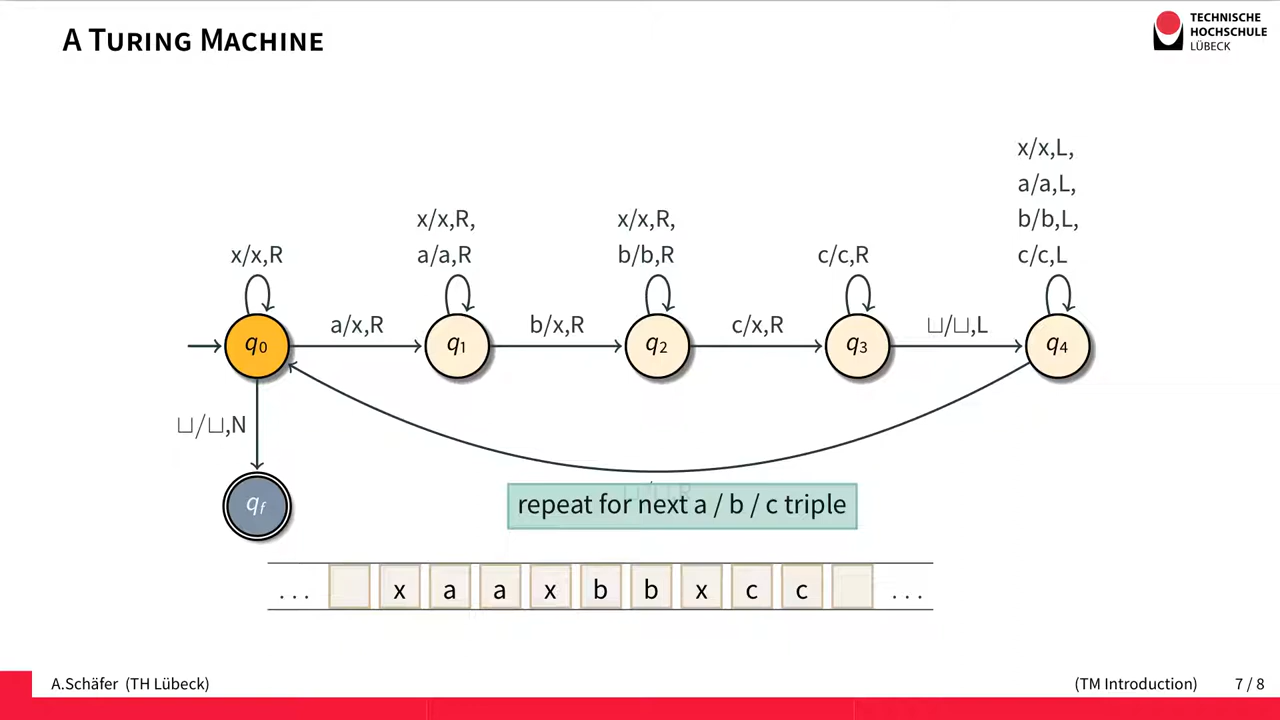 A TURING MACHINE
TECHNISCHE
HOCHSCHULE
LÜBECK
x/x,L,
a/a,L,
b/b,L,
c/c,L
x/x,R,
a/a,R
x/x,R,
b/b,R
x/x,R
c/c,R
a/x,R
b/x,R
c/x,R
⊔/⊔,L
q0
q1
q2
q3
q4
⊔/⊔,N
qf
repeat for next a / b / c triple
... x a a x b b x c c ...
A.Schäfer (TH Lübeck)
(TM Introduction)
7 / 8